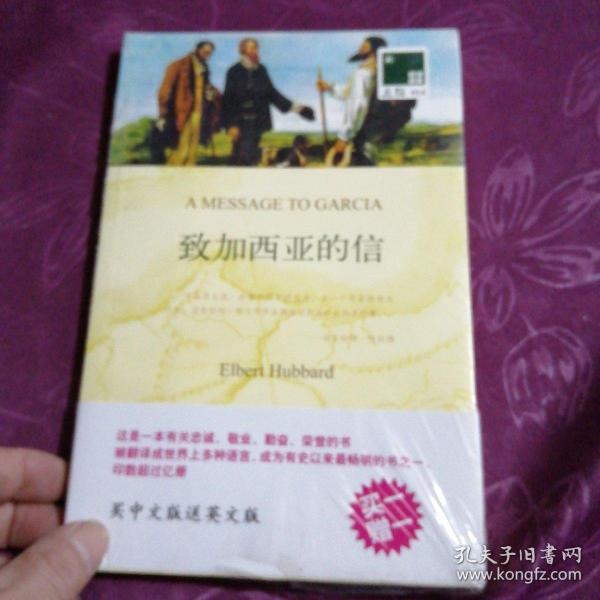 A MESSAGE TO GARCIA
致加西亚的信
Elbert Hubbard
这是一本有关忠诚、敬业、勤奋、荣誉的书
被翻译成世界上多种语言，成为有史以来最畅销的书之一，
印数超过亿册
买中文版送英文版
买一
赠一
孔夫子旧书网
www.kongfz.com